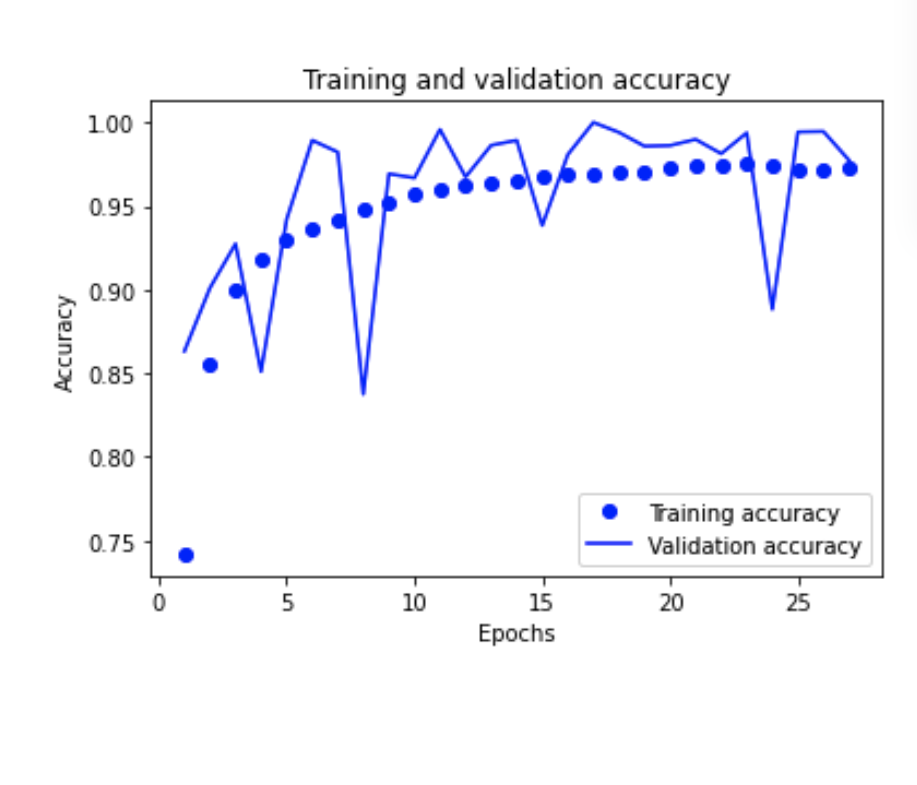 Training and validation accuracy
1.00
0.95
0.90
0.85
0.80
0.75
Accuracy
Training accuracy
Validation accuracy
0 5 10 15 20 25
Epochs